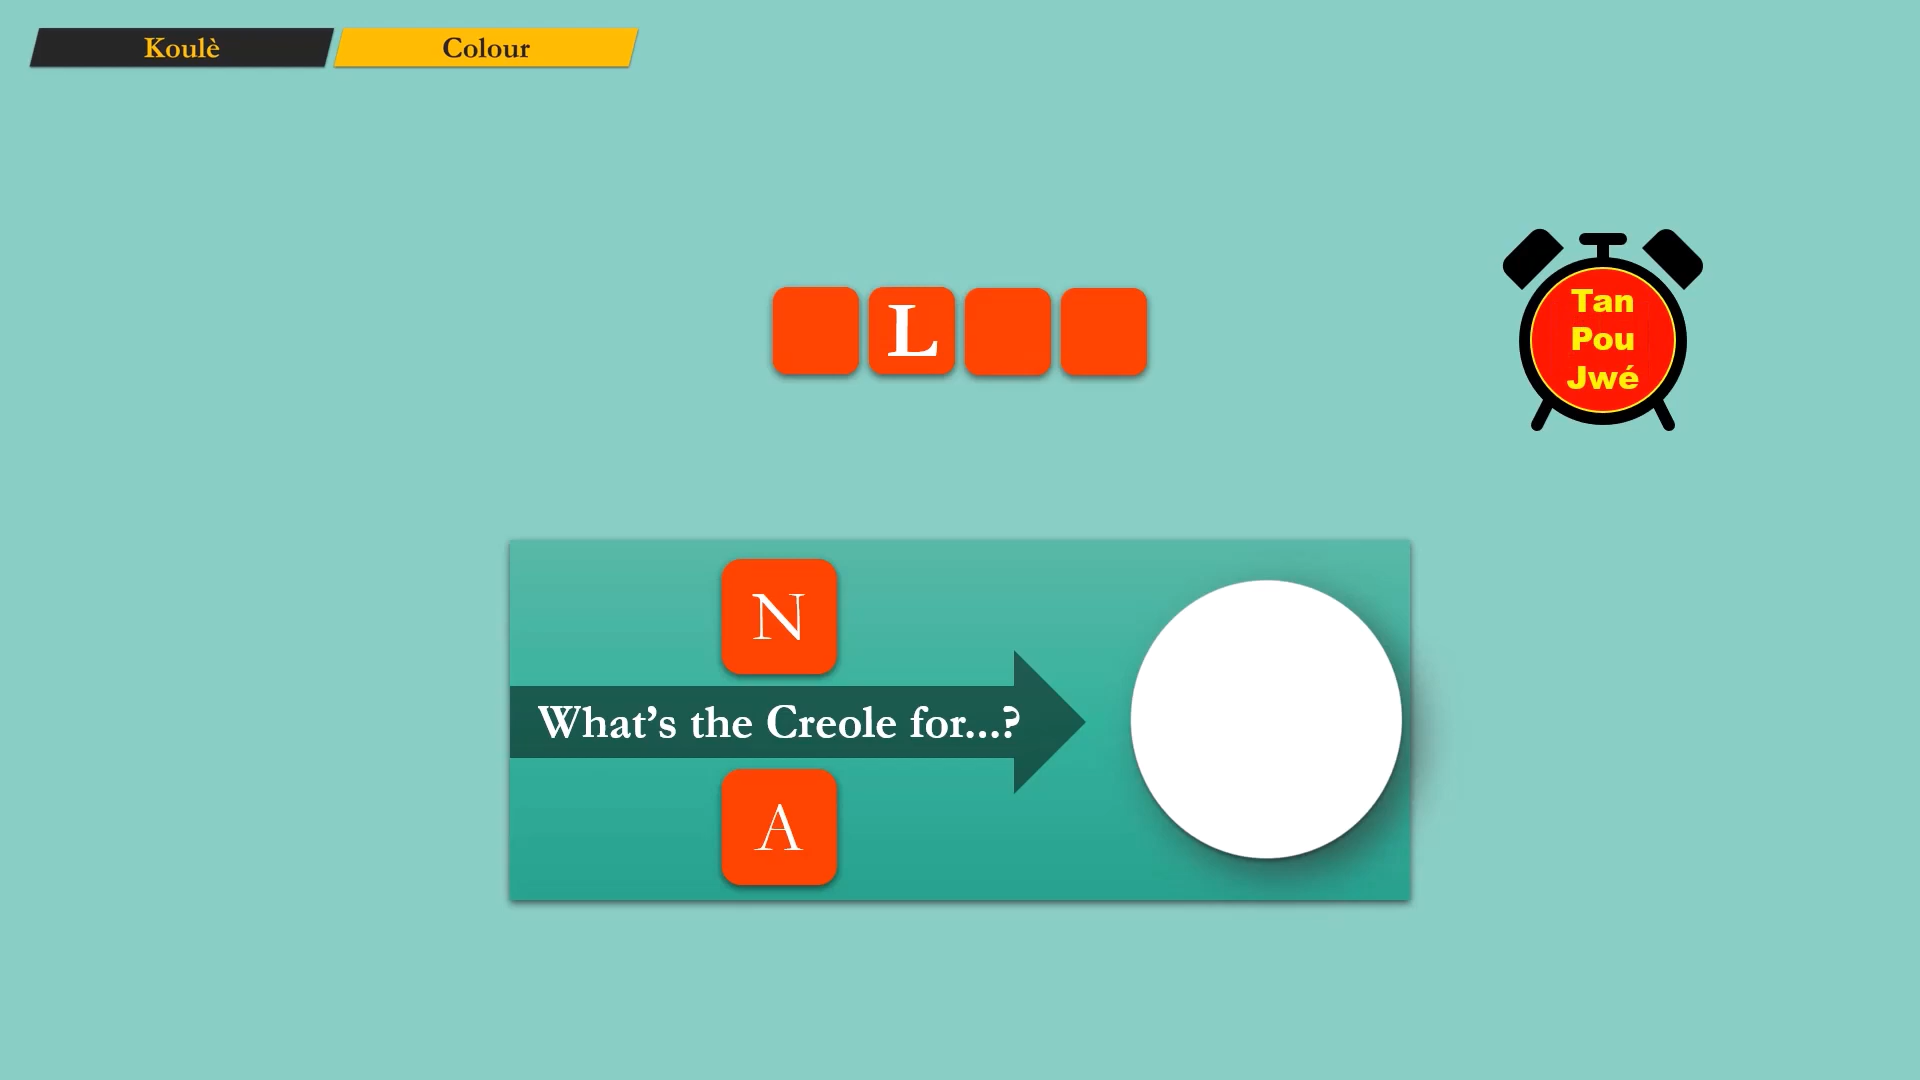 Koulè
Colour
L
Tan
Pou
Jwé
N
What's the Creole for...?
A